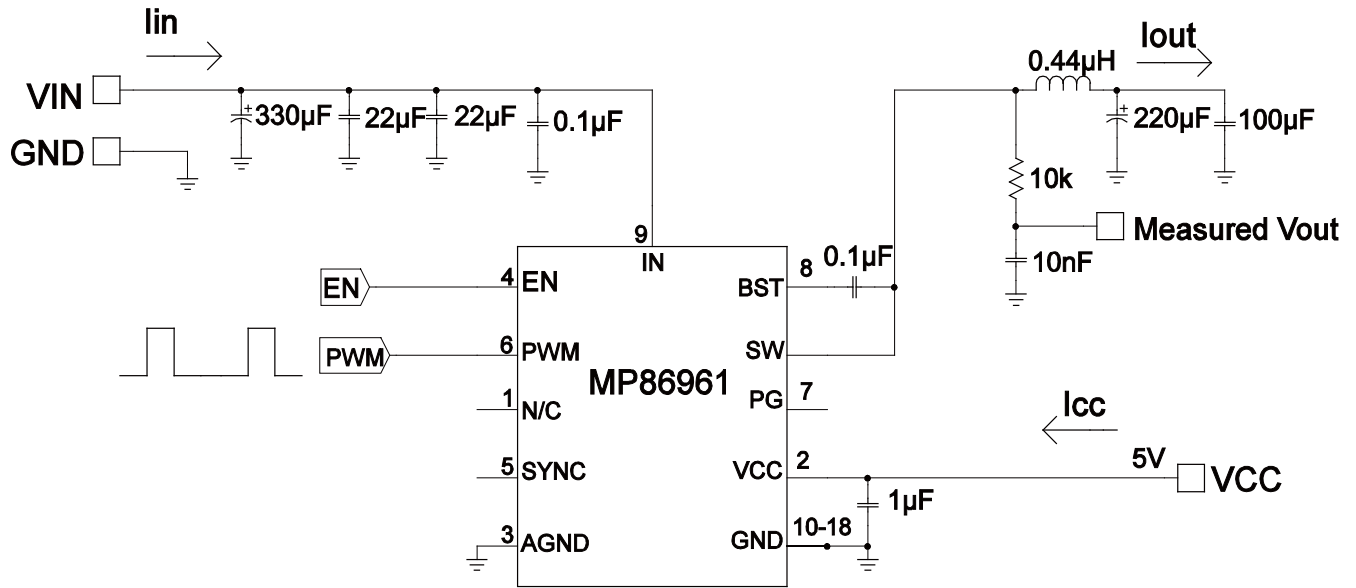 Iin
Iout
0.44µH
VIN
330µF
22µF
22µF
0.1µF
220µF
100µF
GND
10k
Measured Vout
10nF
9
IN
0.1µF
8
BST
4
EN
EN
6
PWM
PWM
SW
MP86961
1
N/C
PG
7
Icc
5
SYNC
VCC
2
5V
VCC
1µF
3
AGND
GND
10-18
+
+